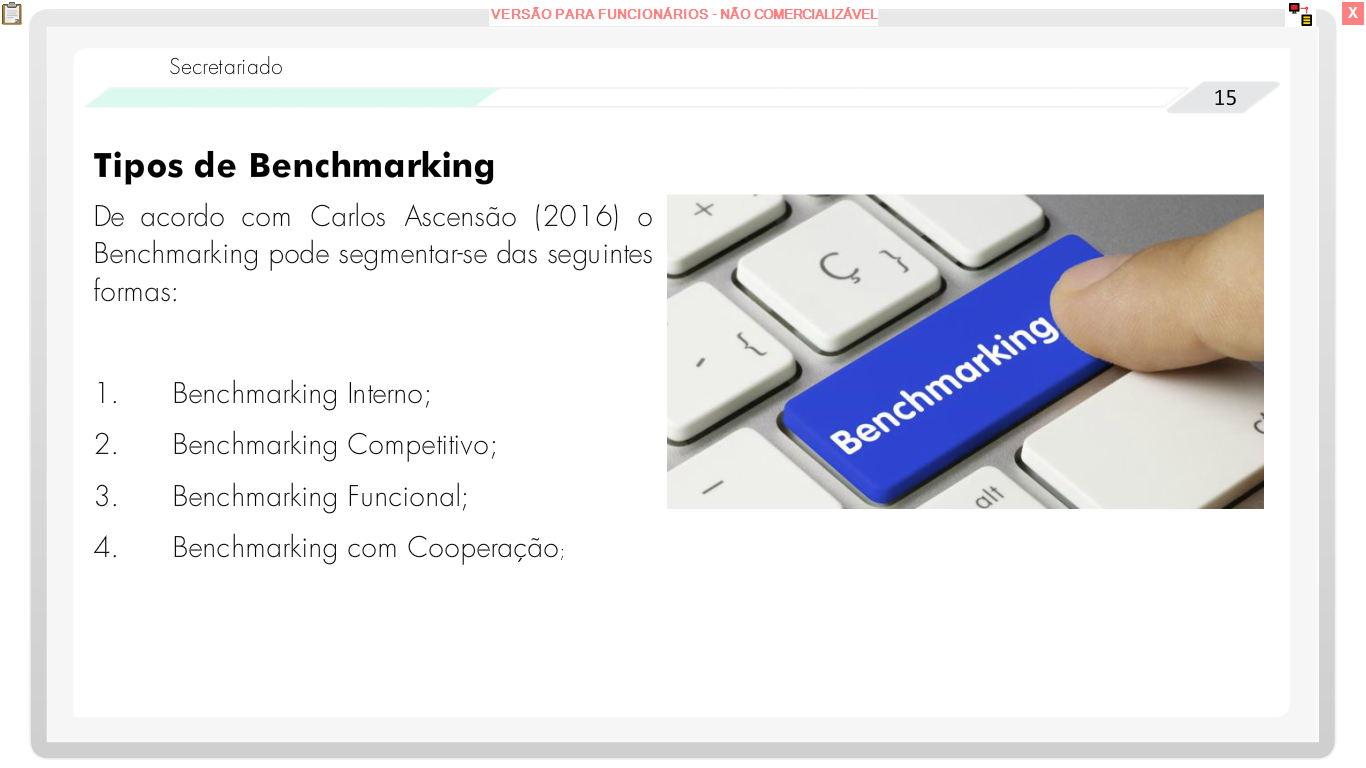 VERSÃO PARA FUNCIONÁRIOS - NÃO COMERCIALIZÁVEL
X
Secretariado
15
Tipos de Benchmarking
De acordo com Carlos Ascensão (2016) o
Benchmarking pode segmentar-se das seguintes
formas:
1. Benchmarking Interno;
2. Benchmarking Competitivo;
3. Benchmarking Funcional;
4. Benchmarking com Cooperação;
+
Ç }
- {
Benchmarking
–
alt